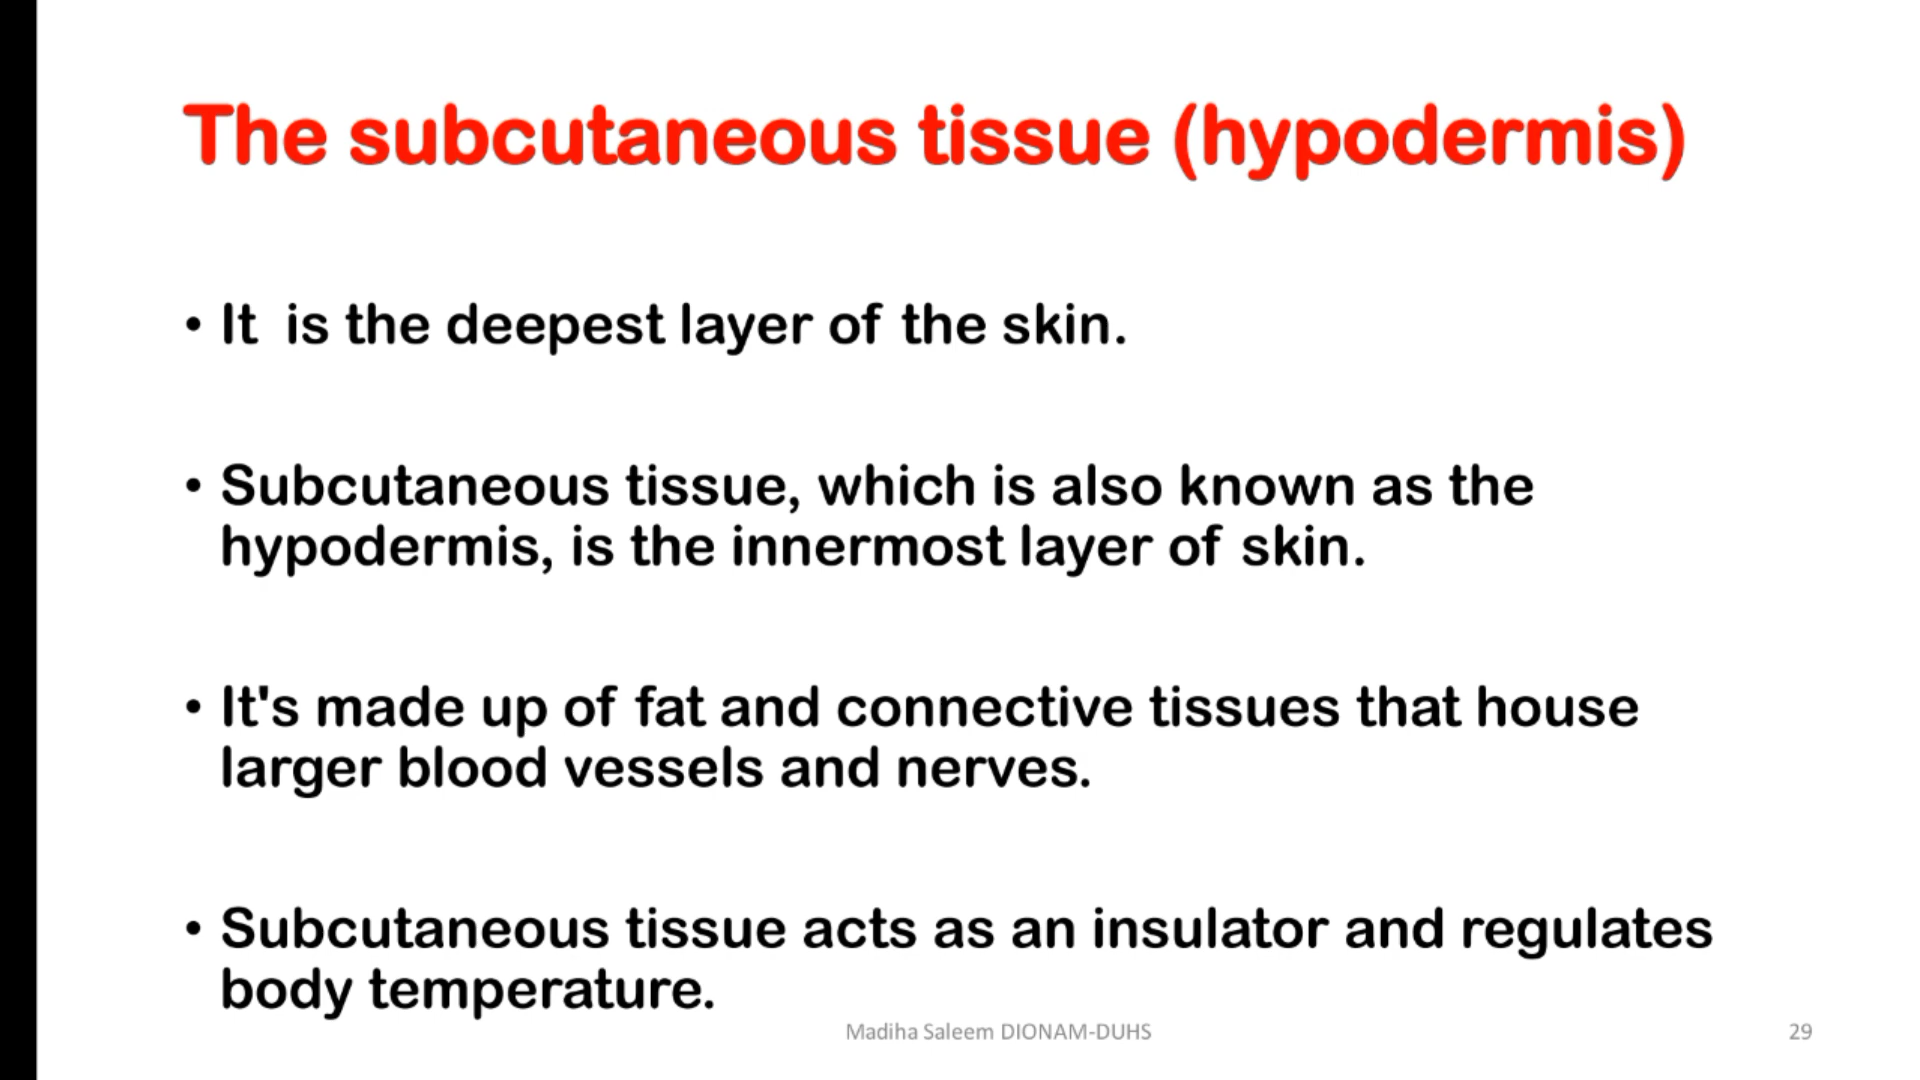 The subcutaneous tissue (hypodermis)
• It is the deepest layer of the skin.
• Subcutaneous tissue, which is also known as the
hypodermis, is the innermost layer of skin.
• It's made up of fat and connective tissues that house
larger blood vessels and nerves.
• Subcutaneous tissue acts as an insulator and regulates
body temperature.
Madiha Saleem DIONAM-DUHS
29